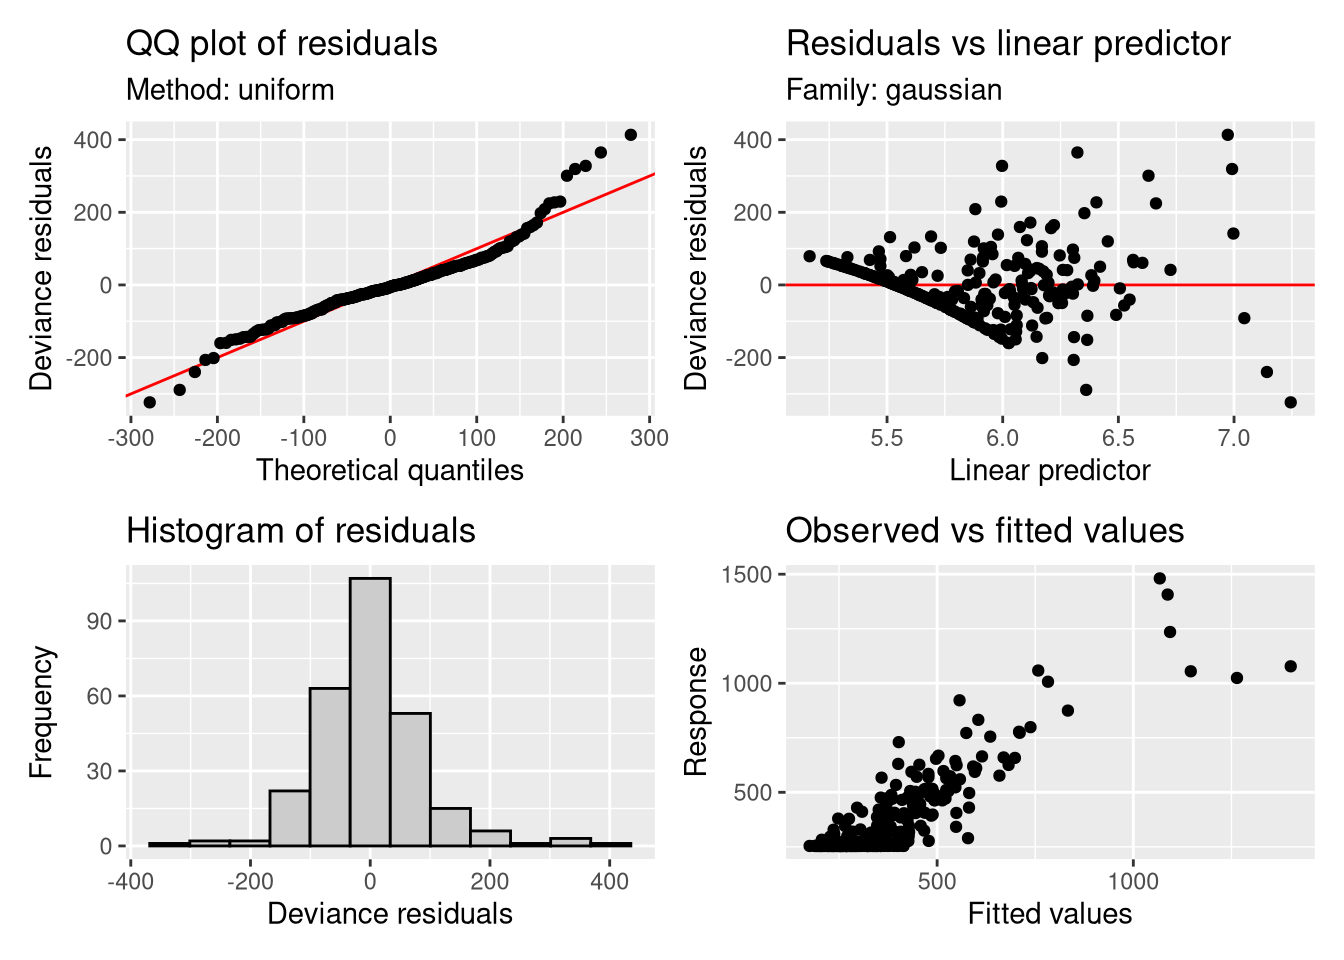 QQ plot of residuals
Method: uniform
Deviance residuals
400
200
0
-200
-300
-200
-100
0
100
200
300
Theoretical quantiles
Residuals vs linear predictor
Family: gaussian
Deviance residuals
400
200
0
-200
5.5
6.0
6.5
7.0
Linear predictor
Histogram of residuals
Frequency
90
60
30
0
-400
-200
0
200
400
Deviance residuals
Observed vs fitted values
Response
1500
1000
500
500
1000
Fitted values